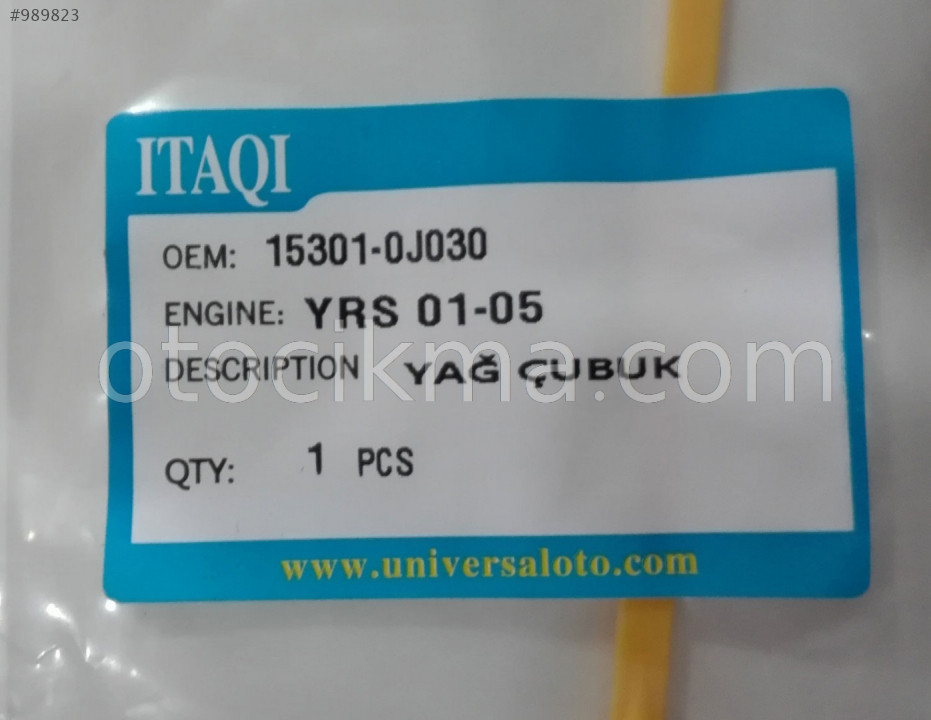 #989823
ITAQI
OEM: 15301-0J030
ENGINE: YRS 01-05
DESCRIPTION YAĞ ÇUBUK
otocikma.com
QTY: 1 PCS
www.universaloto.com